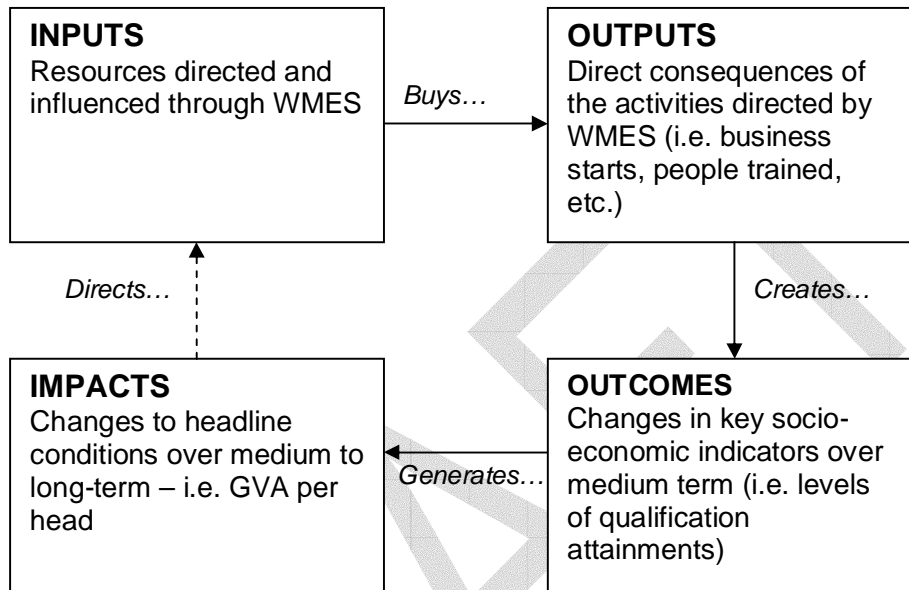 INPUTS
Resources directed and
influenced through WMES
Buys…
OUTPUTS
Direct consequences of
the activities directed by
WMES (i.e. business
starts, people trained,
etc.)
Directs…
Creates…
IMPACTS
Changes to headline
conditions over medium to
long-term – i.e. GVA per
head
Generates…
OUTCOMES
Changes in key socio-
economic indicators over
medium term (i.e. levels
of qualification
attainments)